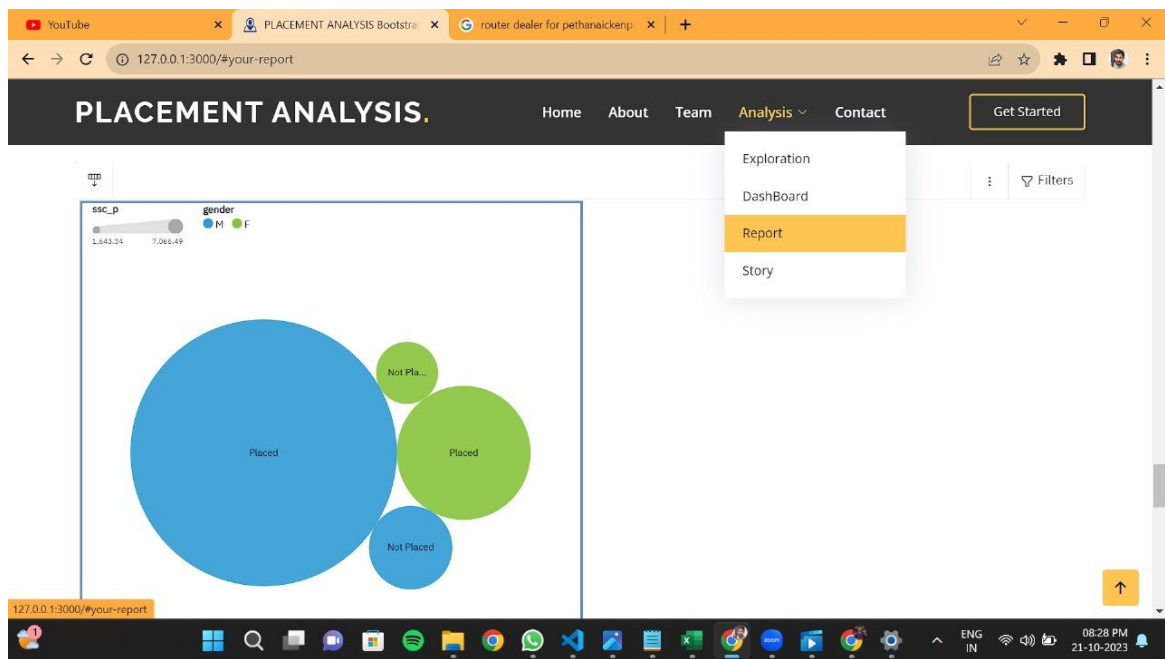 YouTube
PLACEMENT ANALYSIS Bootstra
router dealer for pethanaickenp
127.0.0.1:3000/#your-report
PLACEMENT ANALYSIS.
Home About Team Analysis Contact Get Started
Exploration
DashBoard
Report
Story
Filters
ssc_p gender
M F
1,643.34 7,066.49
Not Pla...
Placed
Placed
Not Placed
127.0.0.1:3000/#your-report
1
zoom
ENG
IN
08:28 PM
21-10-2023